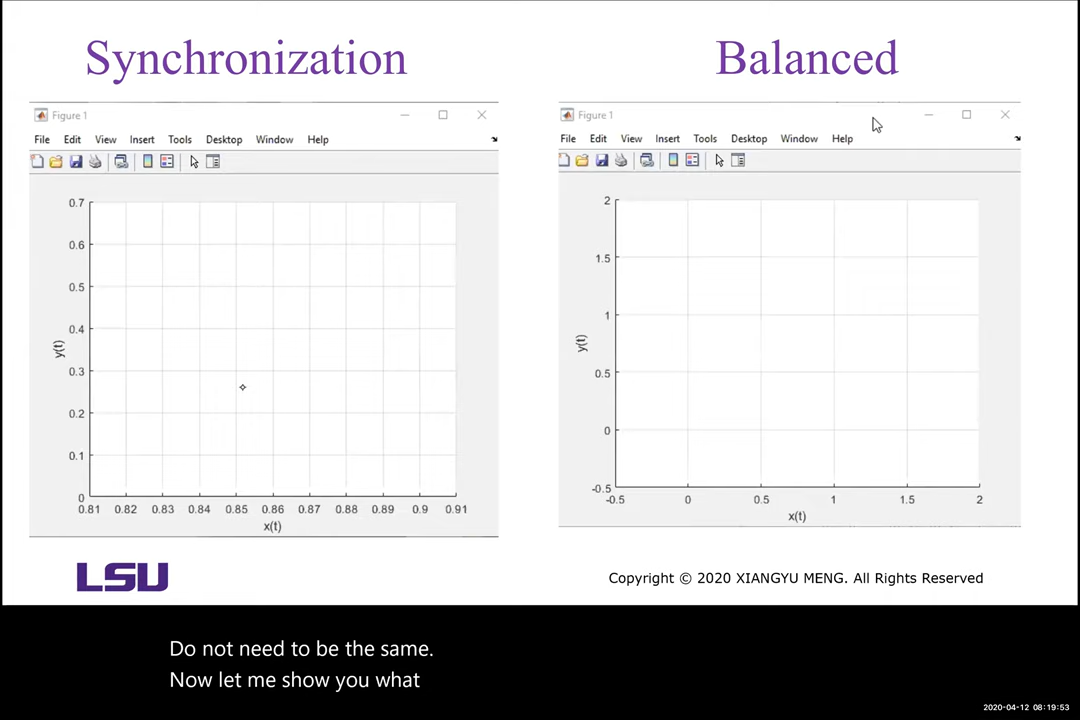 Synchronization
Balanced
Figure 1
File Edit View Insert Tools Desktop Window Help
0.7
0.6
0.5
0.4
0.3
0.2
0.1
0
y(t)
0.81 0.82 0.83 0.84 0.85 0.86 0.87 0.88 0.89 0.9 0.91
x(t)
Figure 1
File Edit View Insert Tools Desktop Window Help
2
1.5
1
0.5
0
-0.5
y(t)
-0.5 0 0.5 1 1.5 2
x(t)
LSU
Copyright © 2020 XIANGYU MENG. All Rights Reserved
Do not need to be the same.
Now let me show you what
2020-04-12 08:19:53